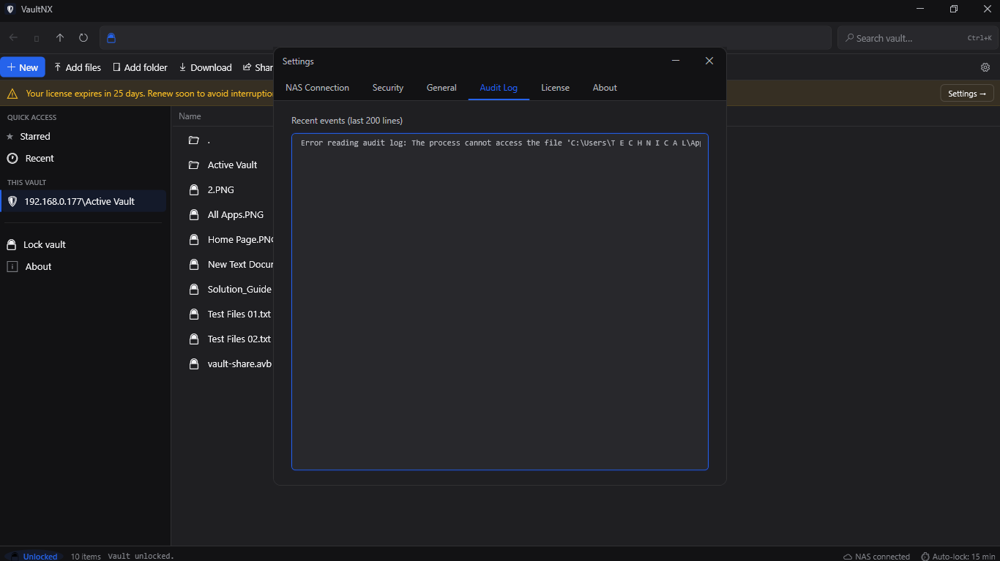 VaultNX
Search vault...
Ctrl+K
New
Add files
Add folder
Download
Shar
Your license expires in 25 days. Renew soon to avoid interruptio
Settings →
QUICK ACCESS
Starred
Recent
THIS VAULT
192.168.0.177\Active Vault
Lock vault
About
Name
.
Active Vault
2.PNG
All Apps.PNG
Home Page.PNG
New Text Docu
Solution_Guide
Test Files 01.txt
Test Files 02.txt
vault-share.avb
Settings
NAS Connection
Security
General
Audit Log
License
About
Recent events (last 200 lines)
Error reading audit log: The process cannot access the file 'C:\Users\T E C H N I C A L\Ap
Unlocked
10 items
Vault unlocked.
NAS connected
Auto-lock: 15 min